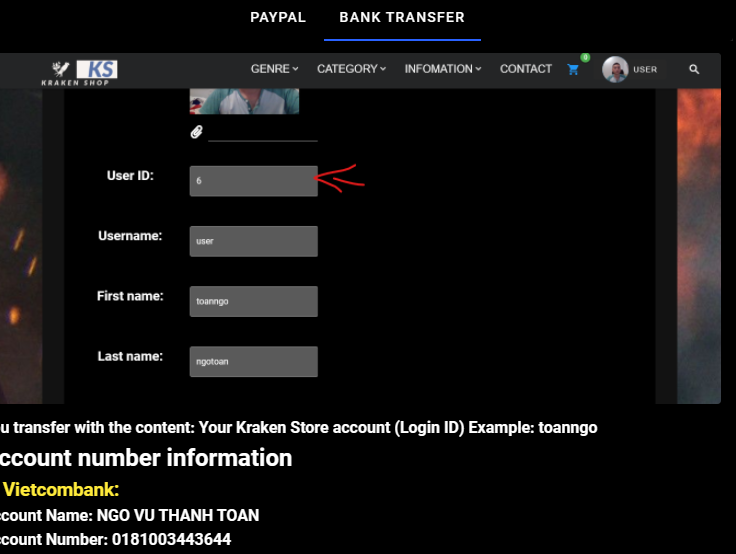 PAYPAL BANK TRANSFER
KS
KRAKEN SHOP
GENRE CATEGORY INFOMATION CONTACT 0 USER
User ID: 6
Username: user
First name: toanngo
Last name: ngotoan
u transfer with the content: Your Kraken Store account (Login ID) Example: toanngo
ccount number information
Vietcombank:
ccount Name: NGO VU THANH TOAN
ccount Number: 0181003443644